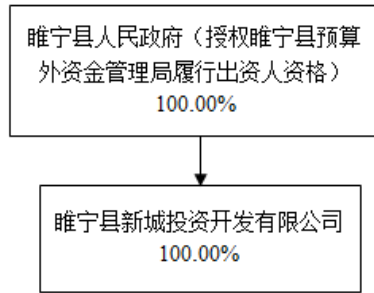 睢宁县人民政府（授权睢宁县预算
外资金管理局履行出资人资格）
100.00%
睢宁县新城投资开发有限公司
100.00%